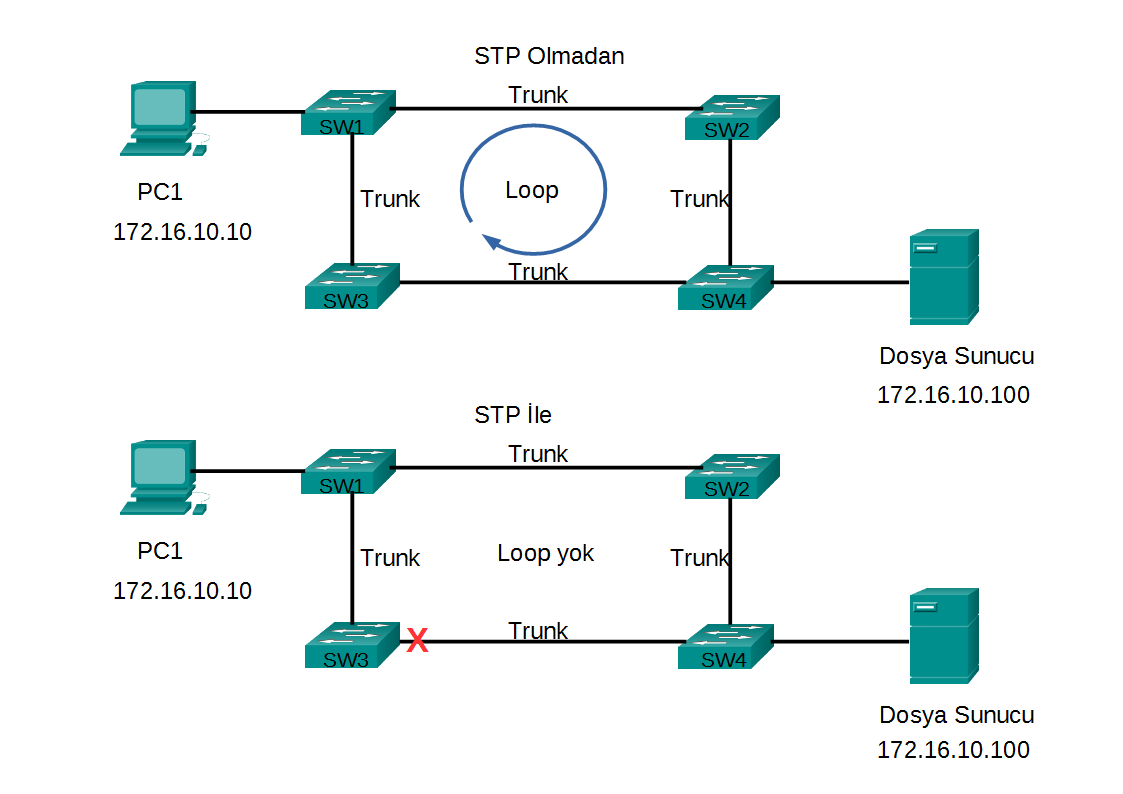 STP Olmadan
Trunk
SW1
SW2
PC1
Trunk
Loop
Trunk
172.16.10.10
Trunk
SW3
SW4
Dosya Sunucu
172.16.10.100
STP İle
Trunk
SW1
SW2
PC1
Trunk
Loop yok
Trunk
172.16.10.10
Trunk
X
SW3
SW4
Dosya Sunucu
172.16.10.100